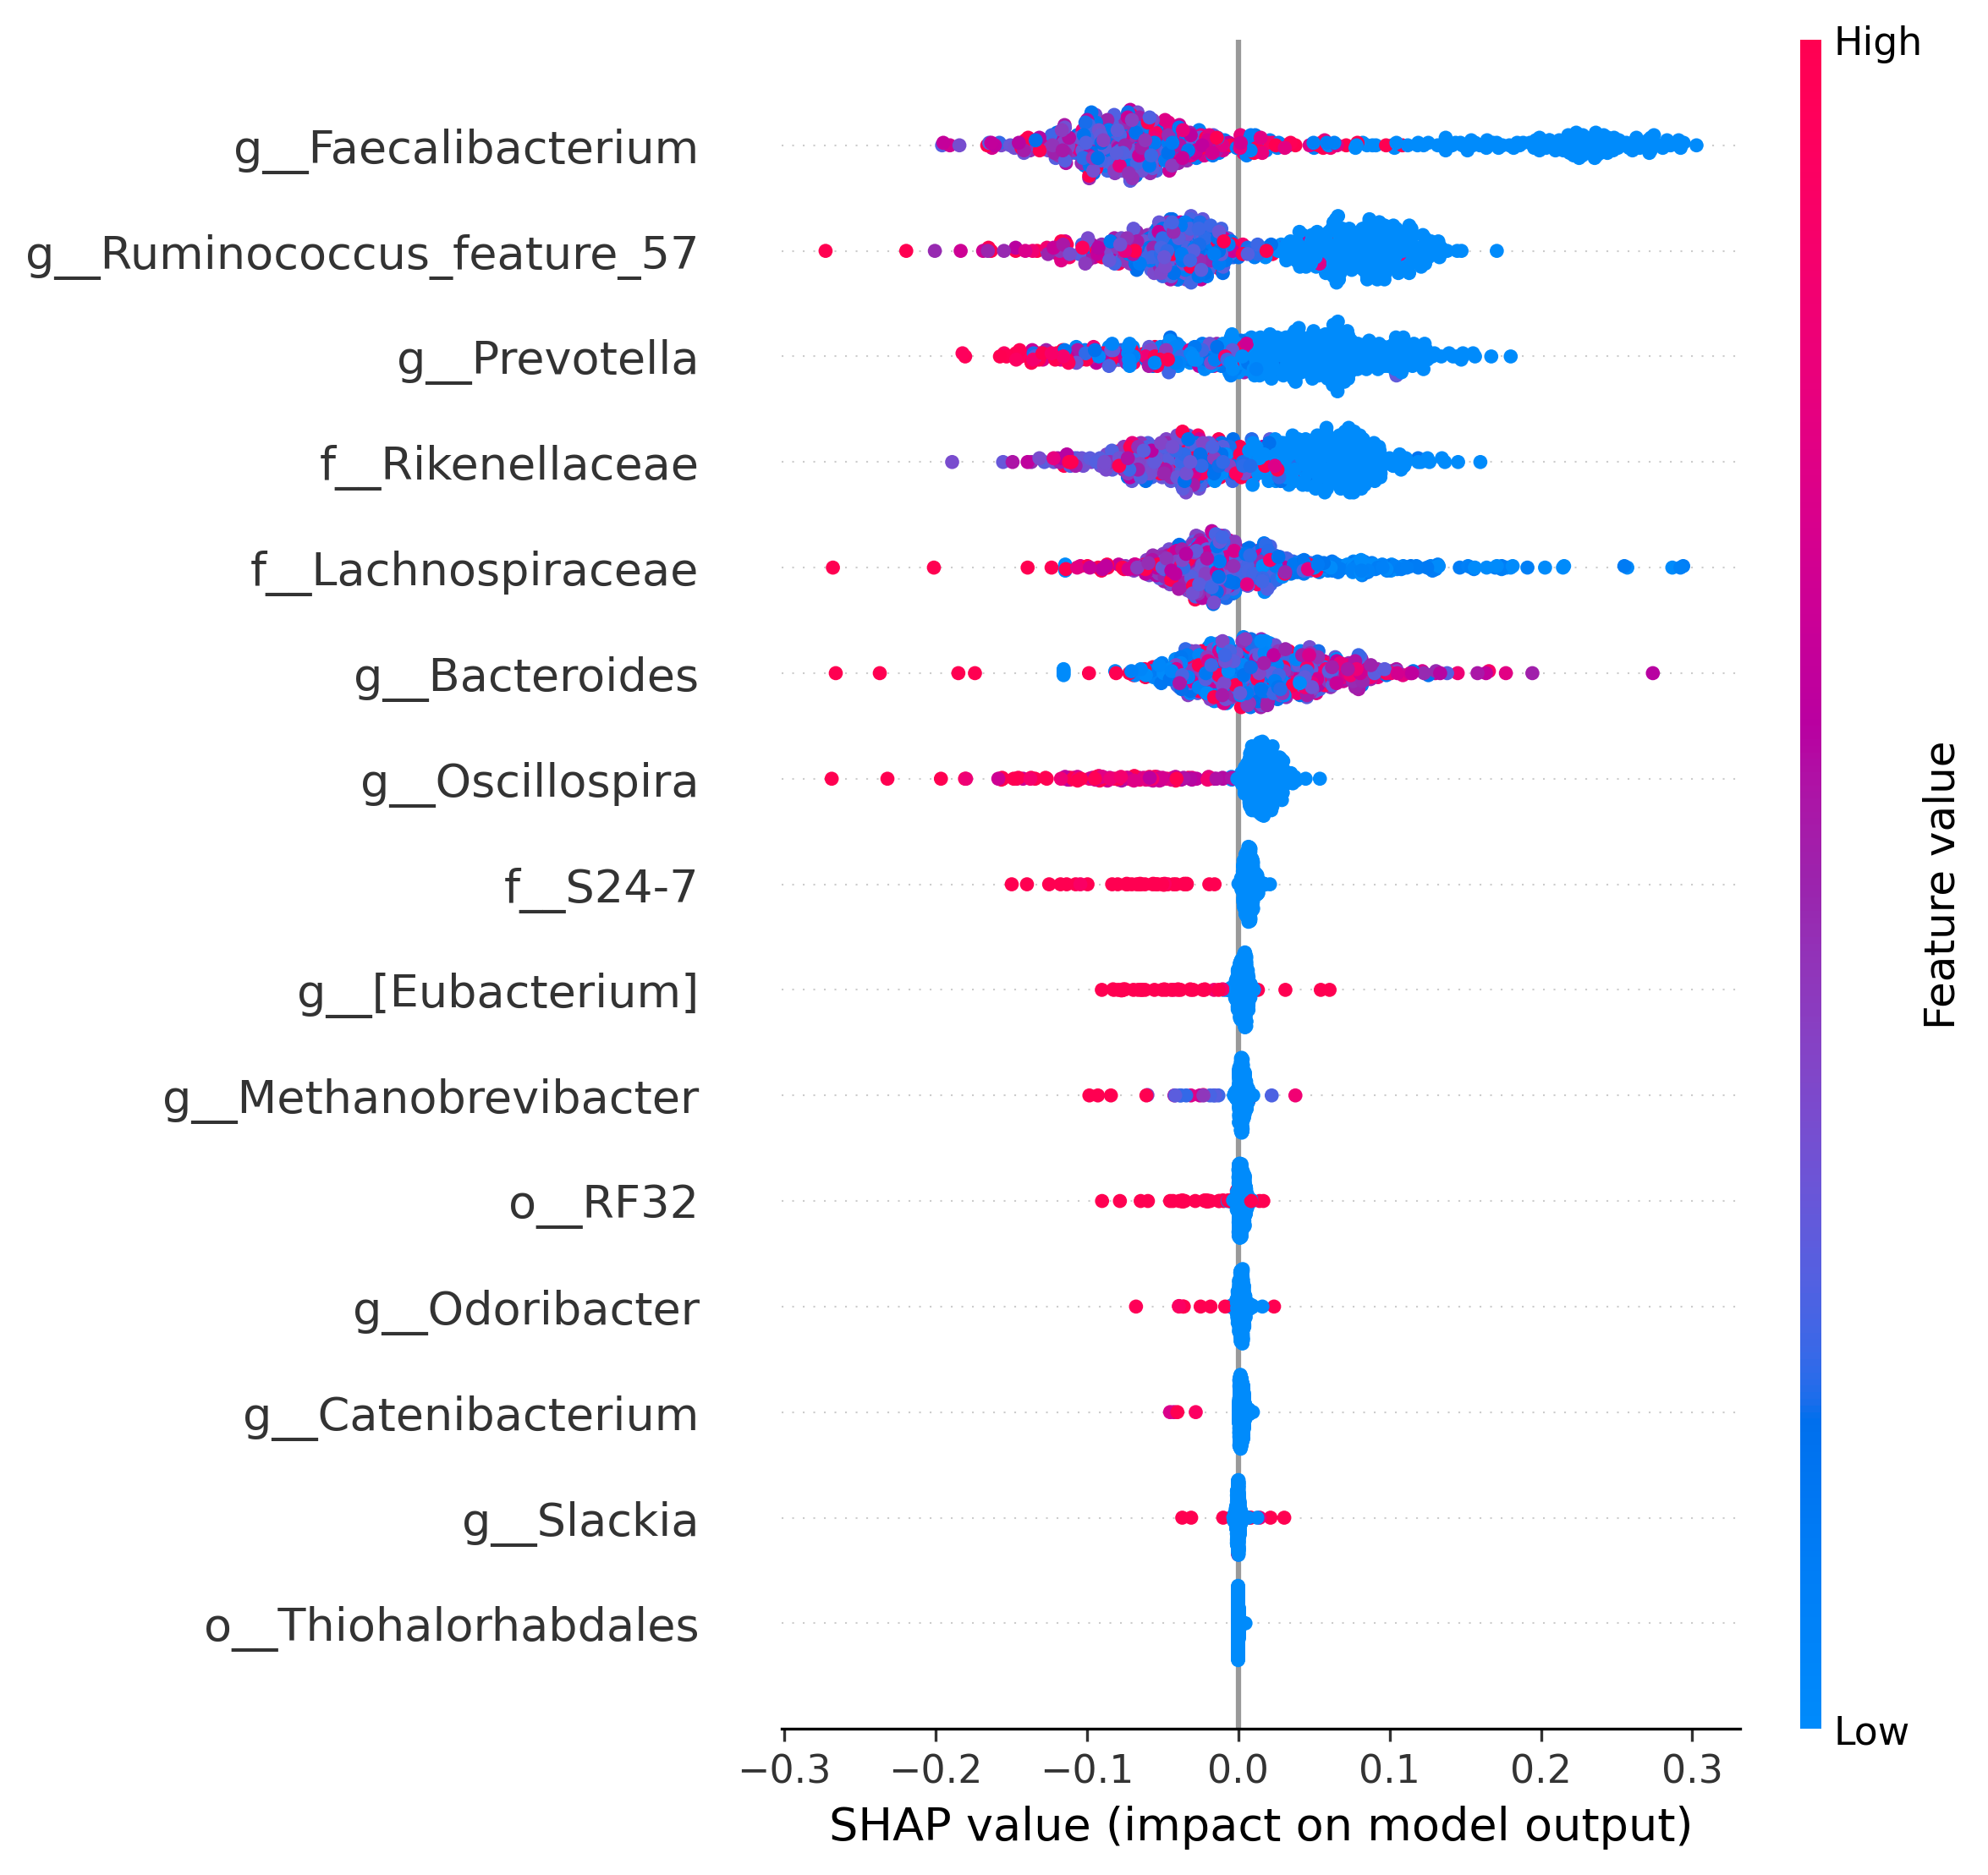 High
g__Faecalibacterium
g__Ruminococcus_feature_57
g__Prevotella
f__Rikenellaceae
f__Lachnospiraceae
g__Bacteroides
g__Oscillospira
f__S24-7
g__[Eubacterium]
g__Methanobrevibacter
o__RF32
g__Odoribacter
g__Catenibacterium
g__Slackia
o__Thiohalorhabdales
Feature value
Low
−0.3 −0.2 −0.1 0.0 0.1 0.2 0.3
SHAP value (impact on model output)